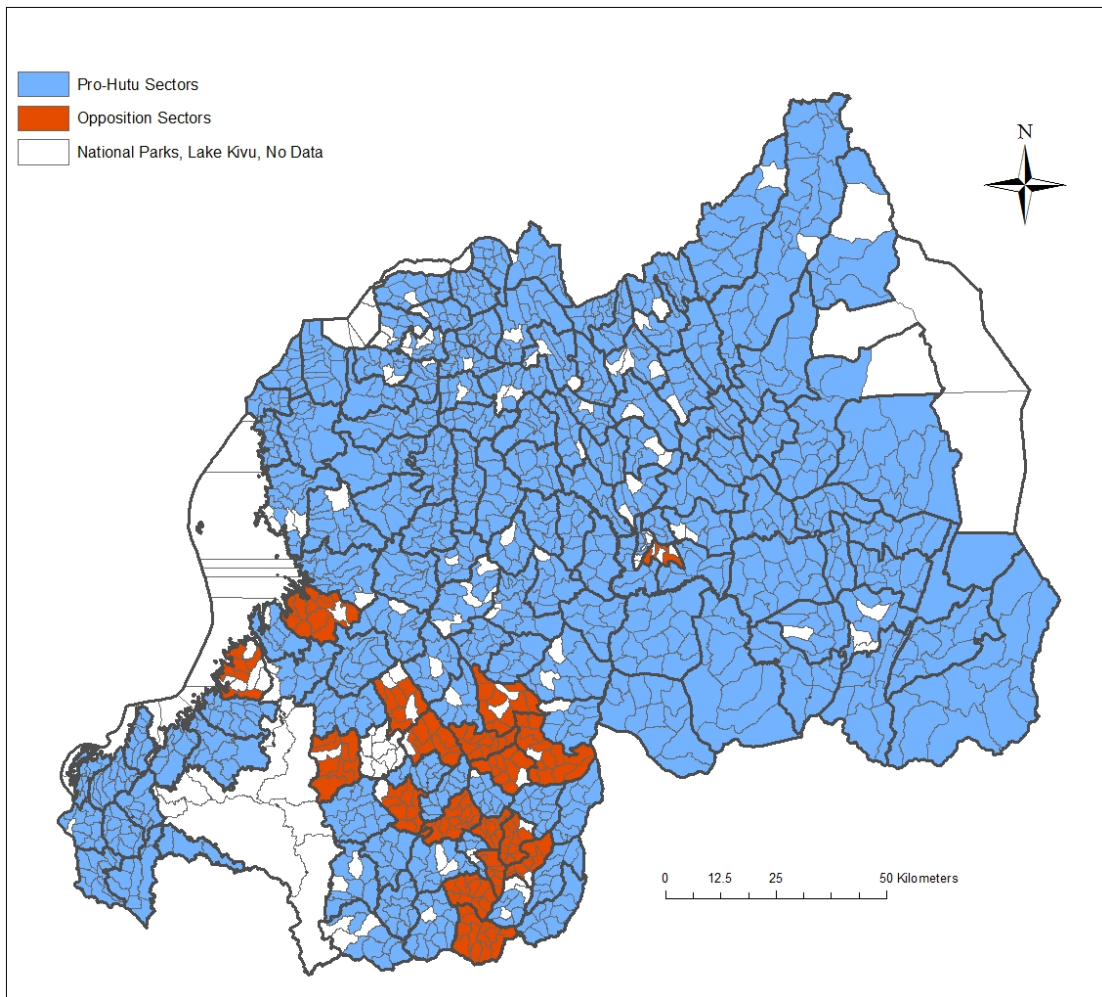 Pro-Hutu Sectors
Opposition Sectors
National Parks, Lake Kivu, No Data
N
0 12.5 25 50 Kilometers